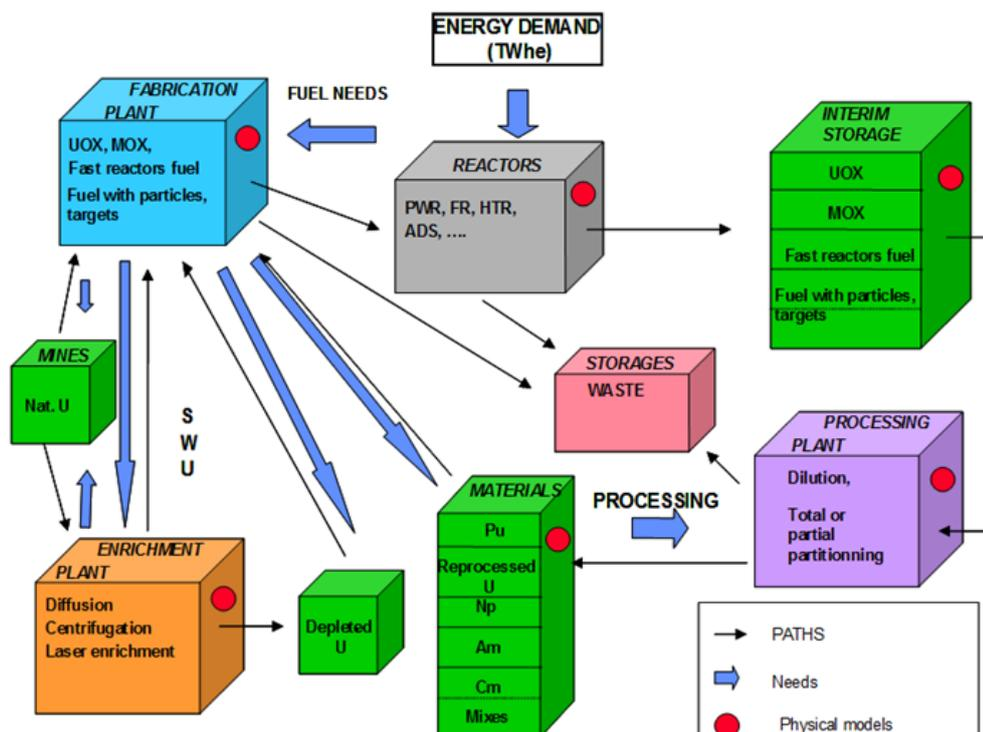 ENERGY DEMAND
(TWhe)
FABRICATION
PLANT
UOX, MOX,
Fast reactors fuel
Fuel with particles,
targets
FUEL NEEDS
REACTORS
PWR, FR, HTR,
ADS, ....
INTERIM
STORAGE
UOX
MOX
Fast reactors fuel
Fuel with particles,
targets
MINES
Nat. U
S
W
U
STORAGES
WASTE
PROCESSING
PLANT
Dilution,
Total or
partial
partitionning
ENRICHMENT
PLANT
Diffusion
Centrifugation
Laser enrichment
Depleted
U
MATERIALS
Pu
Reprocessed
U
Np
Am
Cm
Mixes
PROCESSING
PATHS
Needs
Physical models